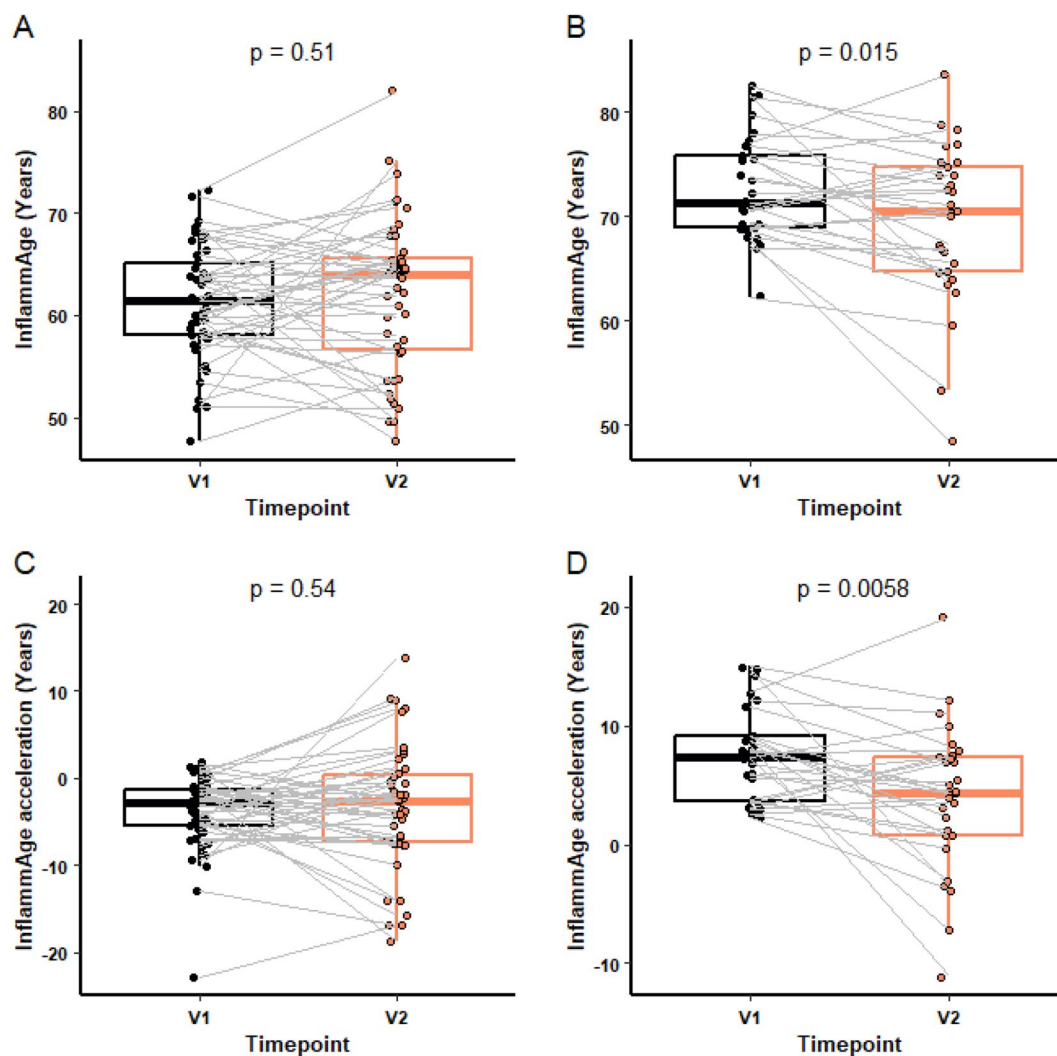 A
p = 0.51
InflammAge (Years)
80
70
60
50
V1
V2
Timepoint
B
p = 0.015
InflammAge (Years)
80
70
60
50
V1
V2
Timepoint
C
p = 0.54
InflammAge acceleration (Years)
20
10
0
-10
-20
V1
V2
Timepoint
D
p = 0.0058
InflammAge acceleration (Years)
20
10
0
-10
V1
V2
Timepoint